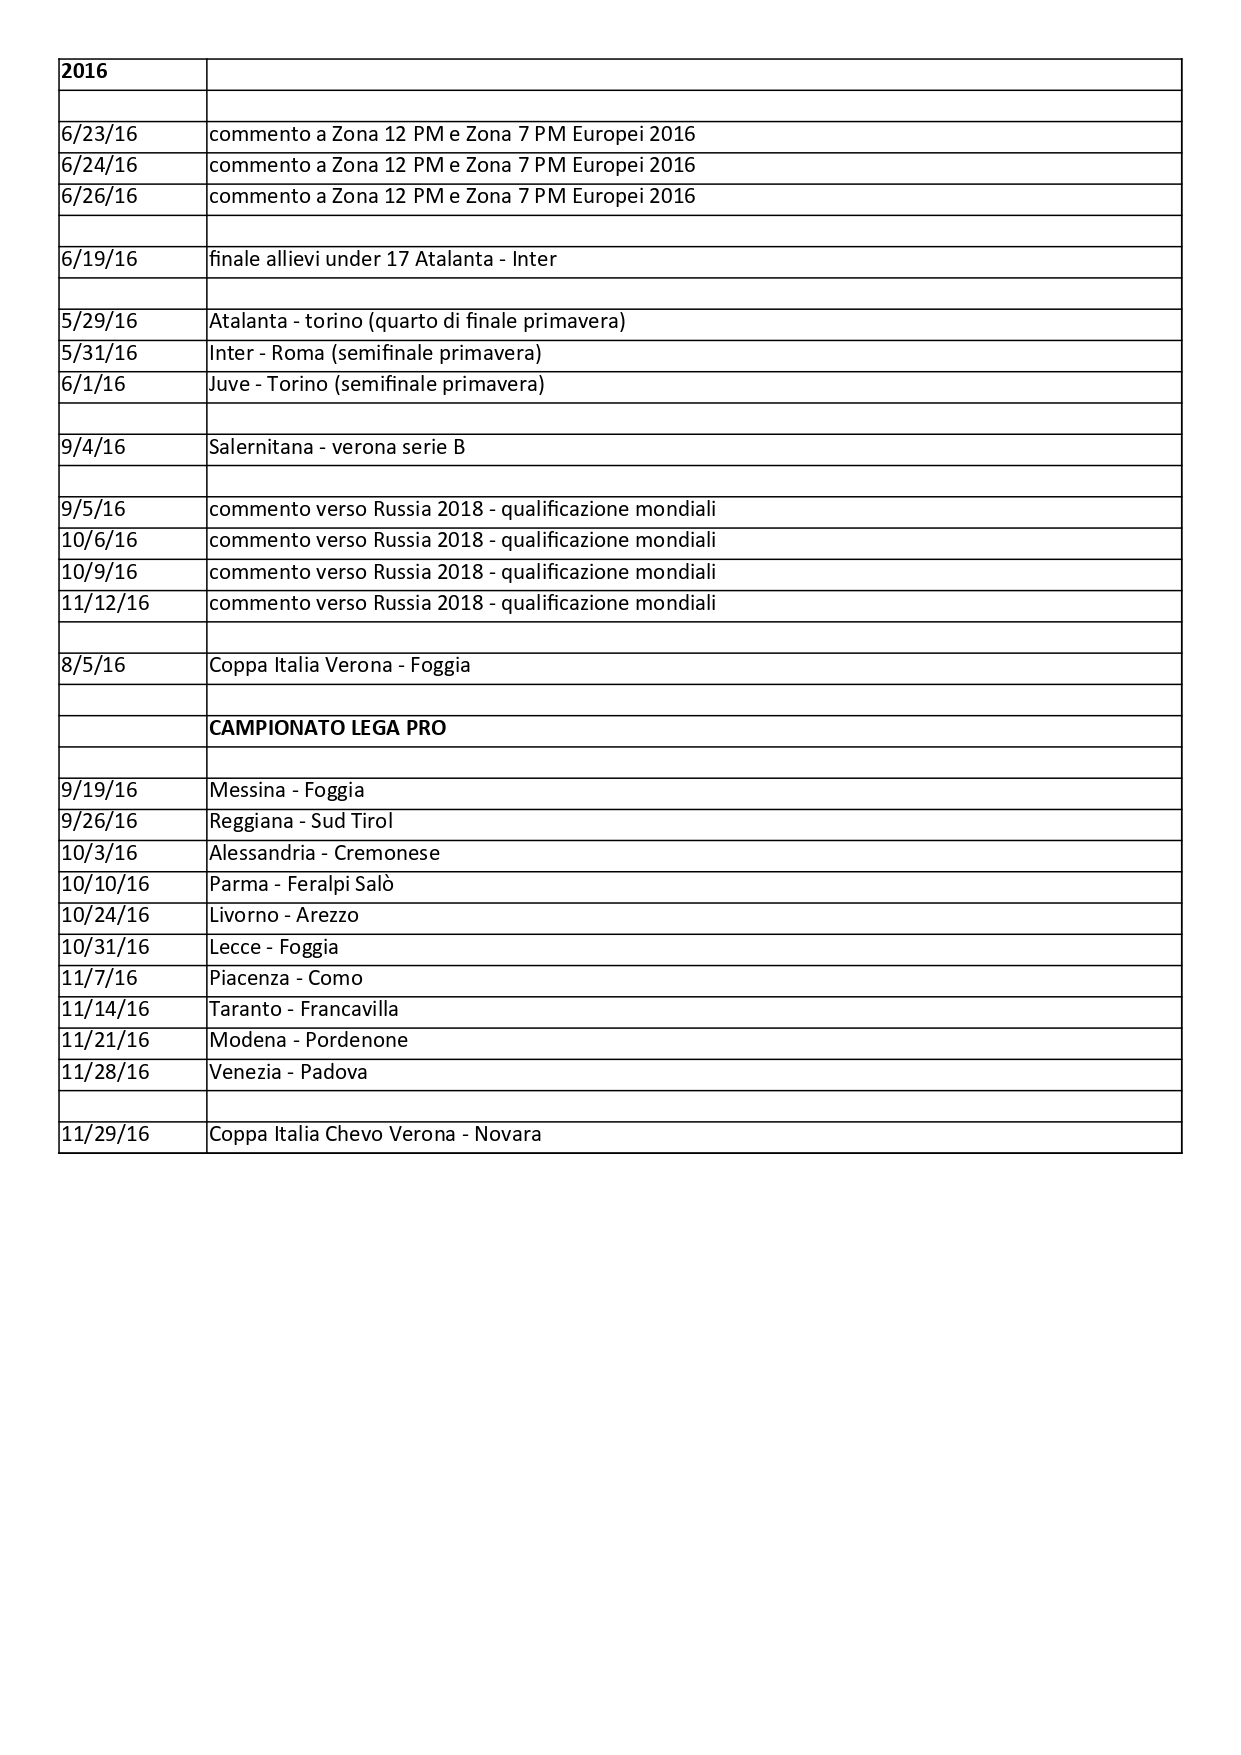 2016
6/23/16 commento a Zona 12 PM e Zona 7 PM Europei 2016
6/24/16 commento a Zona 12 PM e Zona 7 PM Europei 2016
6/26/16 commento a Zona 12 PM e Zona 7 PM Europei 2016
6/19/16 finale allievi under 17 Atalanta - Inter
5/29/16 Atalanta - torino (quarto di finale primavera)
5/31/16 Inter - Roma (semifinale primavera)
6/1/16 Juve - Torino (semifinale primavera)
9/4/16 Salernitana - verona serie B
9/5/16 commento verso Russia 2018 - qualificazione mondiali
10/6/16 commento verso Russia 2018 - qualificazione mondiali
10/9/16 commento verso Russia 2018 - qualificazione mondiali
11/12/16 commento verso Russia 2018 - qualificazione mondiali
8/5/16 Coppa Italia Verona - Foggia
CAMPIONATO LEGA PRO
9/19/16 Messina - Foggia
9/26/16 Reggiana - Sud Tirol
10/3/16 Alessandria - Cremonese
10/10/16 Parma - Feralpi Salò
10/24/16 Livorno - Arezzo
10/31/16 Lecce - Foggia
11/7/16 Piacenza - Como
11/14/16 Taranto - Francavilla
11/21/16 Modena - Pordenone
11/28/16 Venezia - Padova
11/29/16 Coppa Italia Chevo Verona - Novara